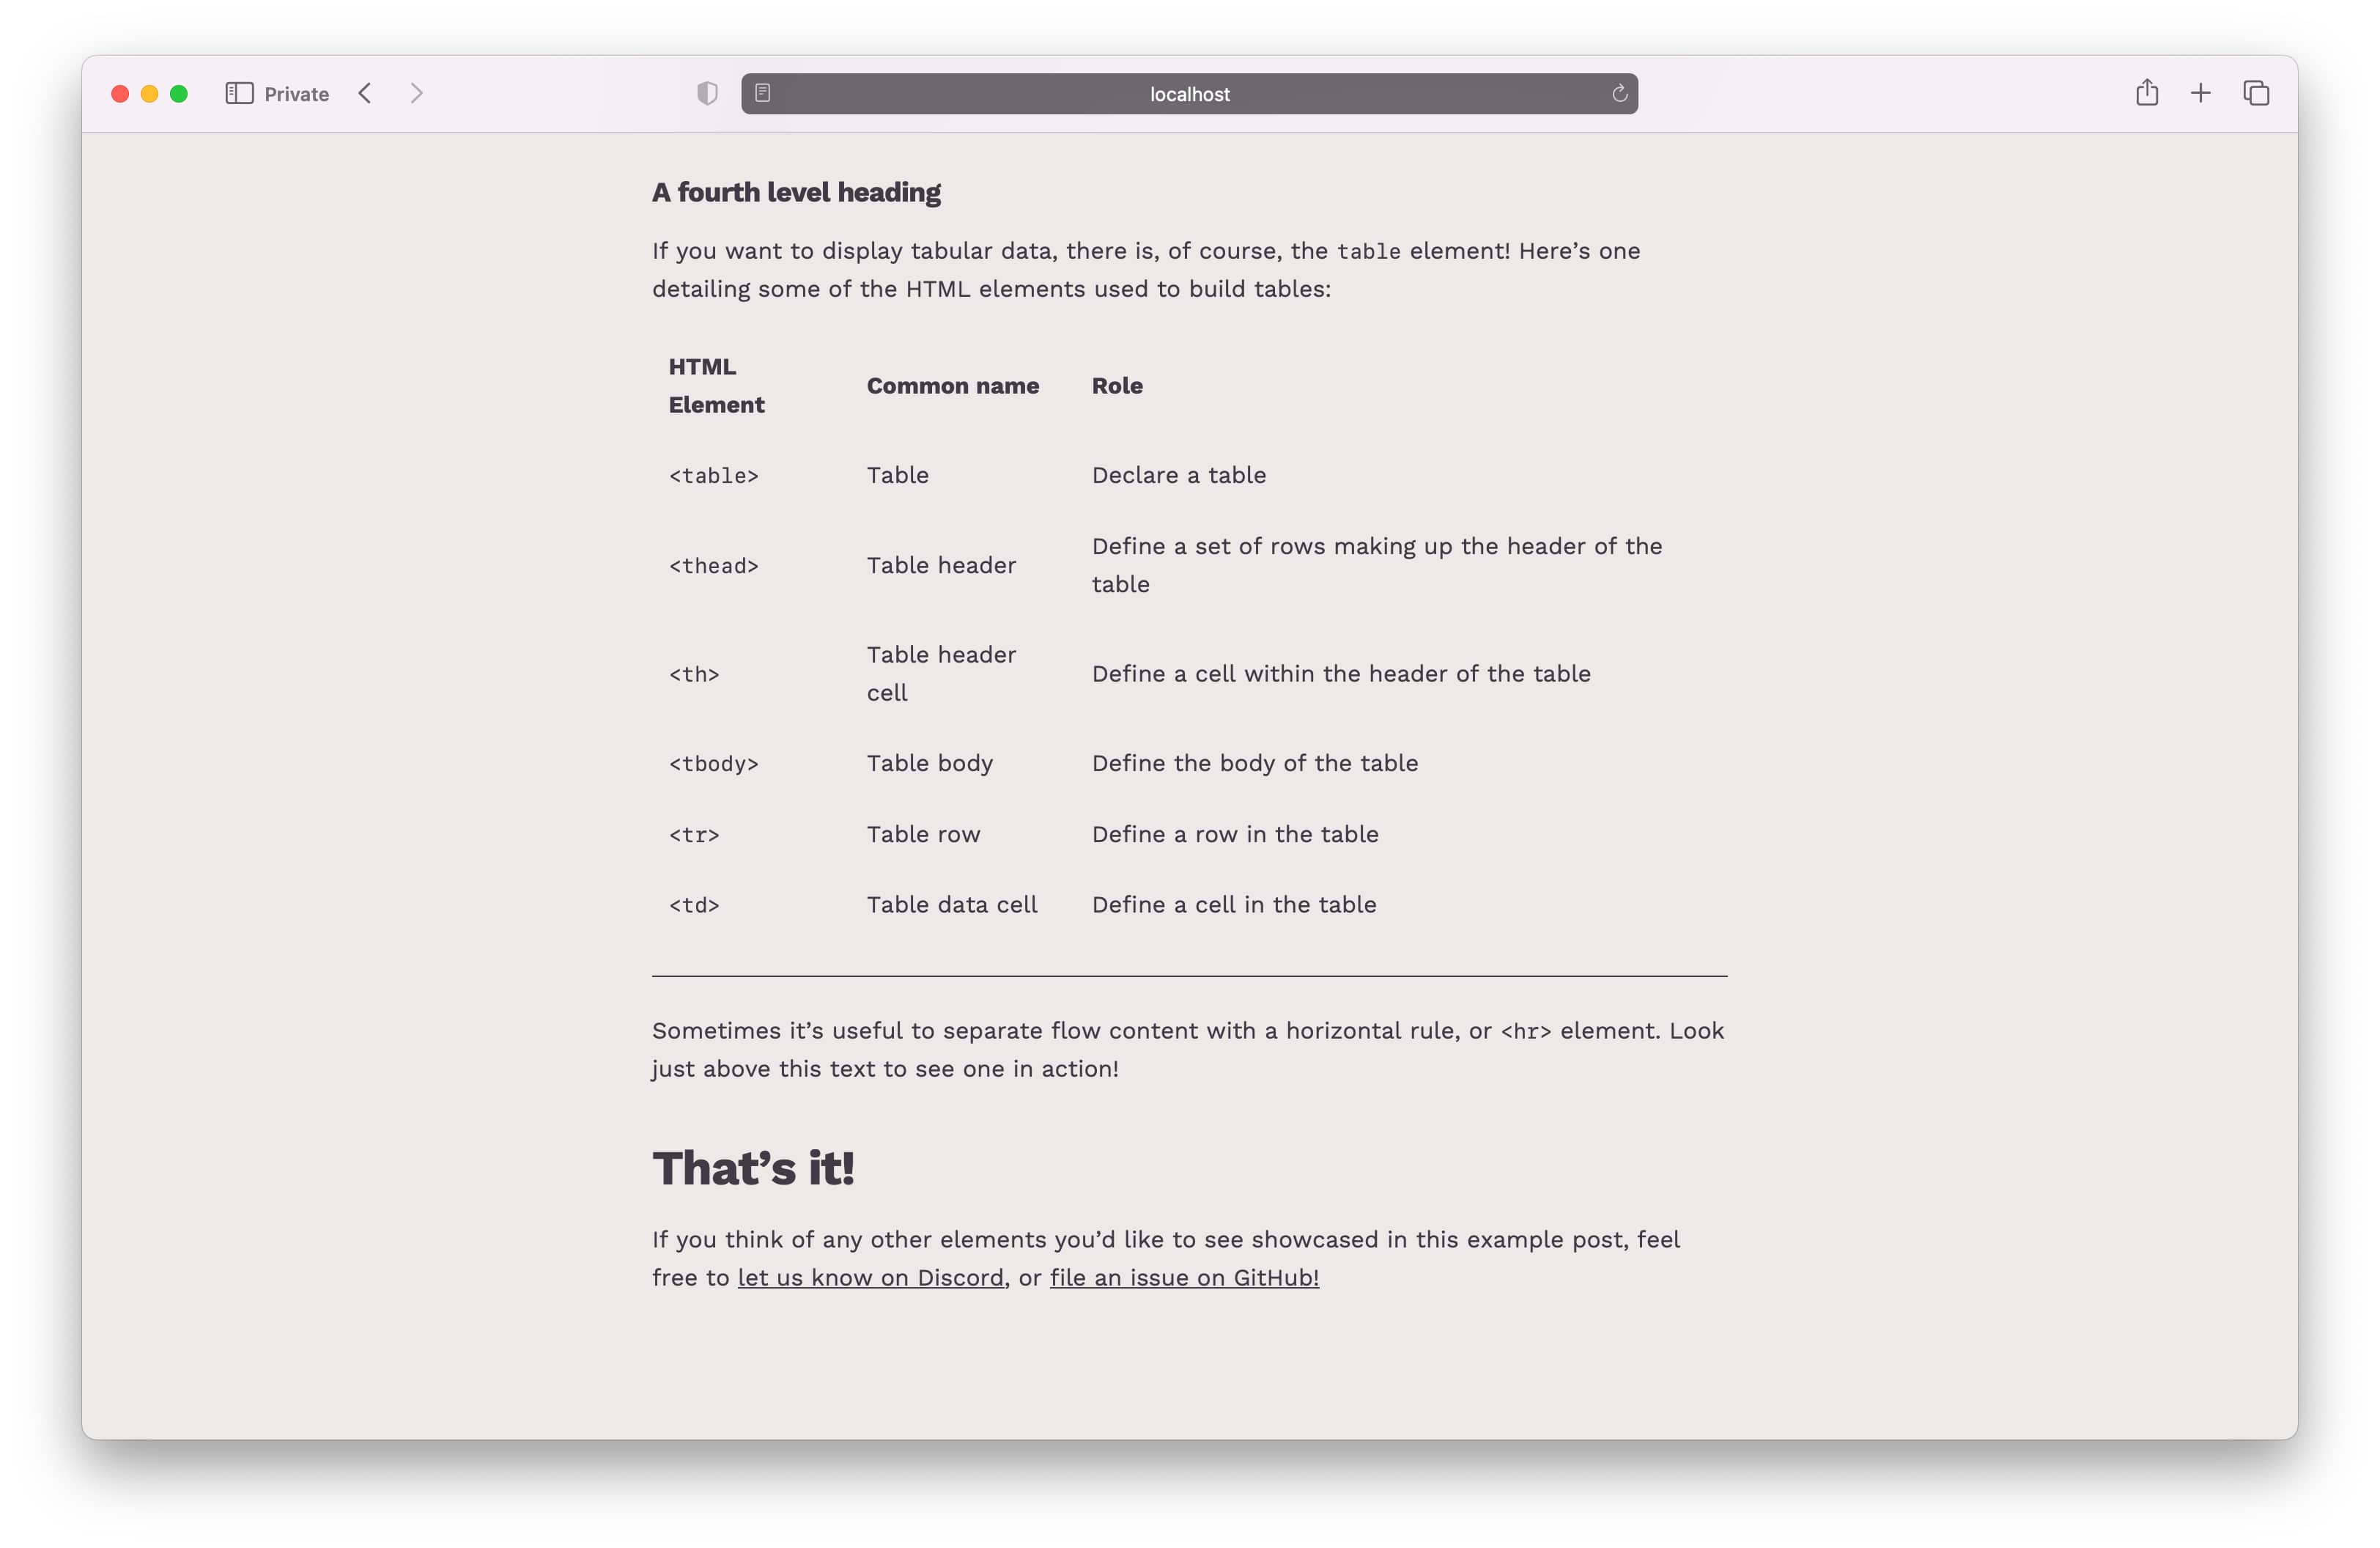 Private
localhost
A fourth level heading
If you want to display tabular data, there is, of course, the table element! Here’s one
detailing some of the HTML elements used to build tables:
HTML
Element
Common name
Role
<table>
Table
Declare a table
<thead>
Table header
Define a set of rows making up the header of the
table
<th>
Table header
cell
Define a cell within the header of the table
<tbody>
Table body
Define the body of the table
<tr>
Table row
Define a row in the table
<td>
Table data cell
Define a cell in the table
Sometimes it’s useful to separate flow content with a horizontal rule, or <hr> element. Look
just above this text to see one in action!
That’s it!
If you think of any other elements you’d like to see showcased in this example post, feel
free to let us know on Discord, or file an issue on GitHub!